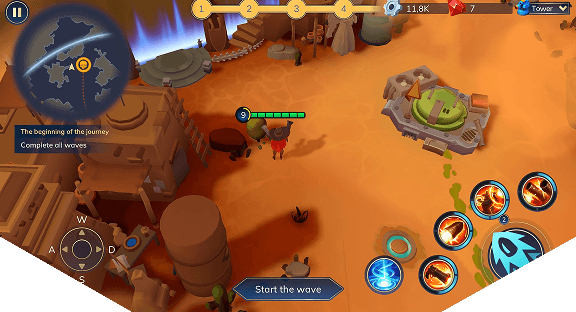 1 2 3 4 11,8K 7 Tower
The beginning of the journey
Complete all waves
9
W
A D
S
2
Start the wave